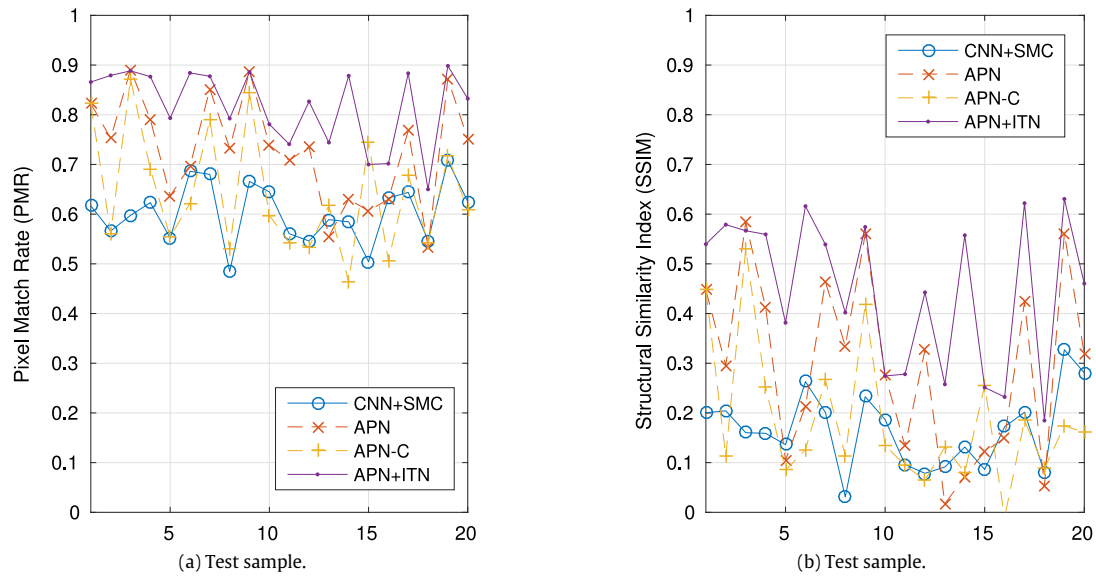 Pixel Match Rate (PMR)
1
0.9
0.8
0.7
0.6
0.5
0.4
0.3
0.2
0.1
0
5
10
15
20
CNN+SMC
APN
APN-C
APN+ITN
(a) Test sample.
Structural Similarity Index (SSIM)
1
0.9
0.8
0.7
0.6
0.5
0.4
0.3
0.2
0.1
0
5
10
15
20
CNN+SMC
APN
APN-C
APN+ITN
(b) Test sample.